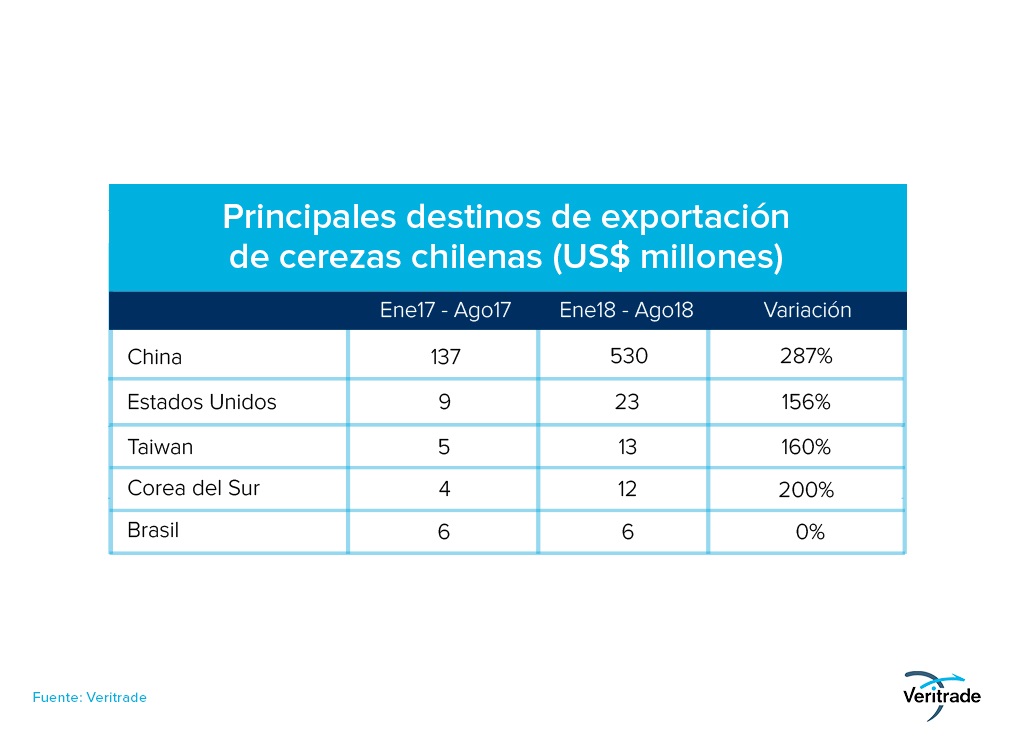 Principales destinos de exportación
de cerezas chilenas (US$ millones)
Ene17 - Ago17 Ene18 - Ago18 Variación
China 137 530 287%
Estados Unidos 9 23 156%
Taiwan 5 13 160%
Corea del Sur 4 12 200%
Brasil 6 6 0%
Fuente: Veritrade
Veritrade